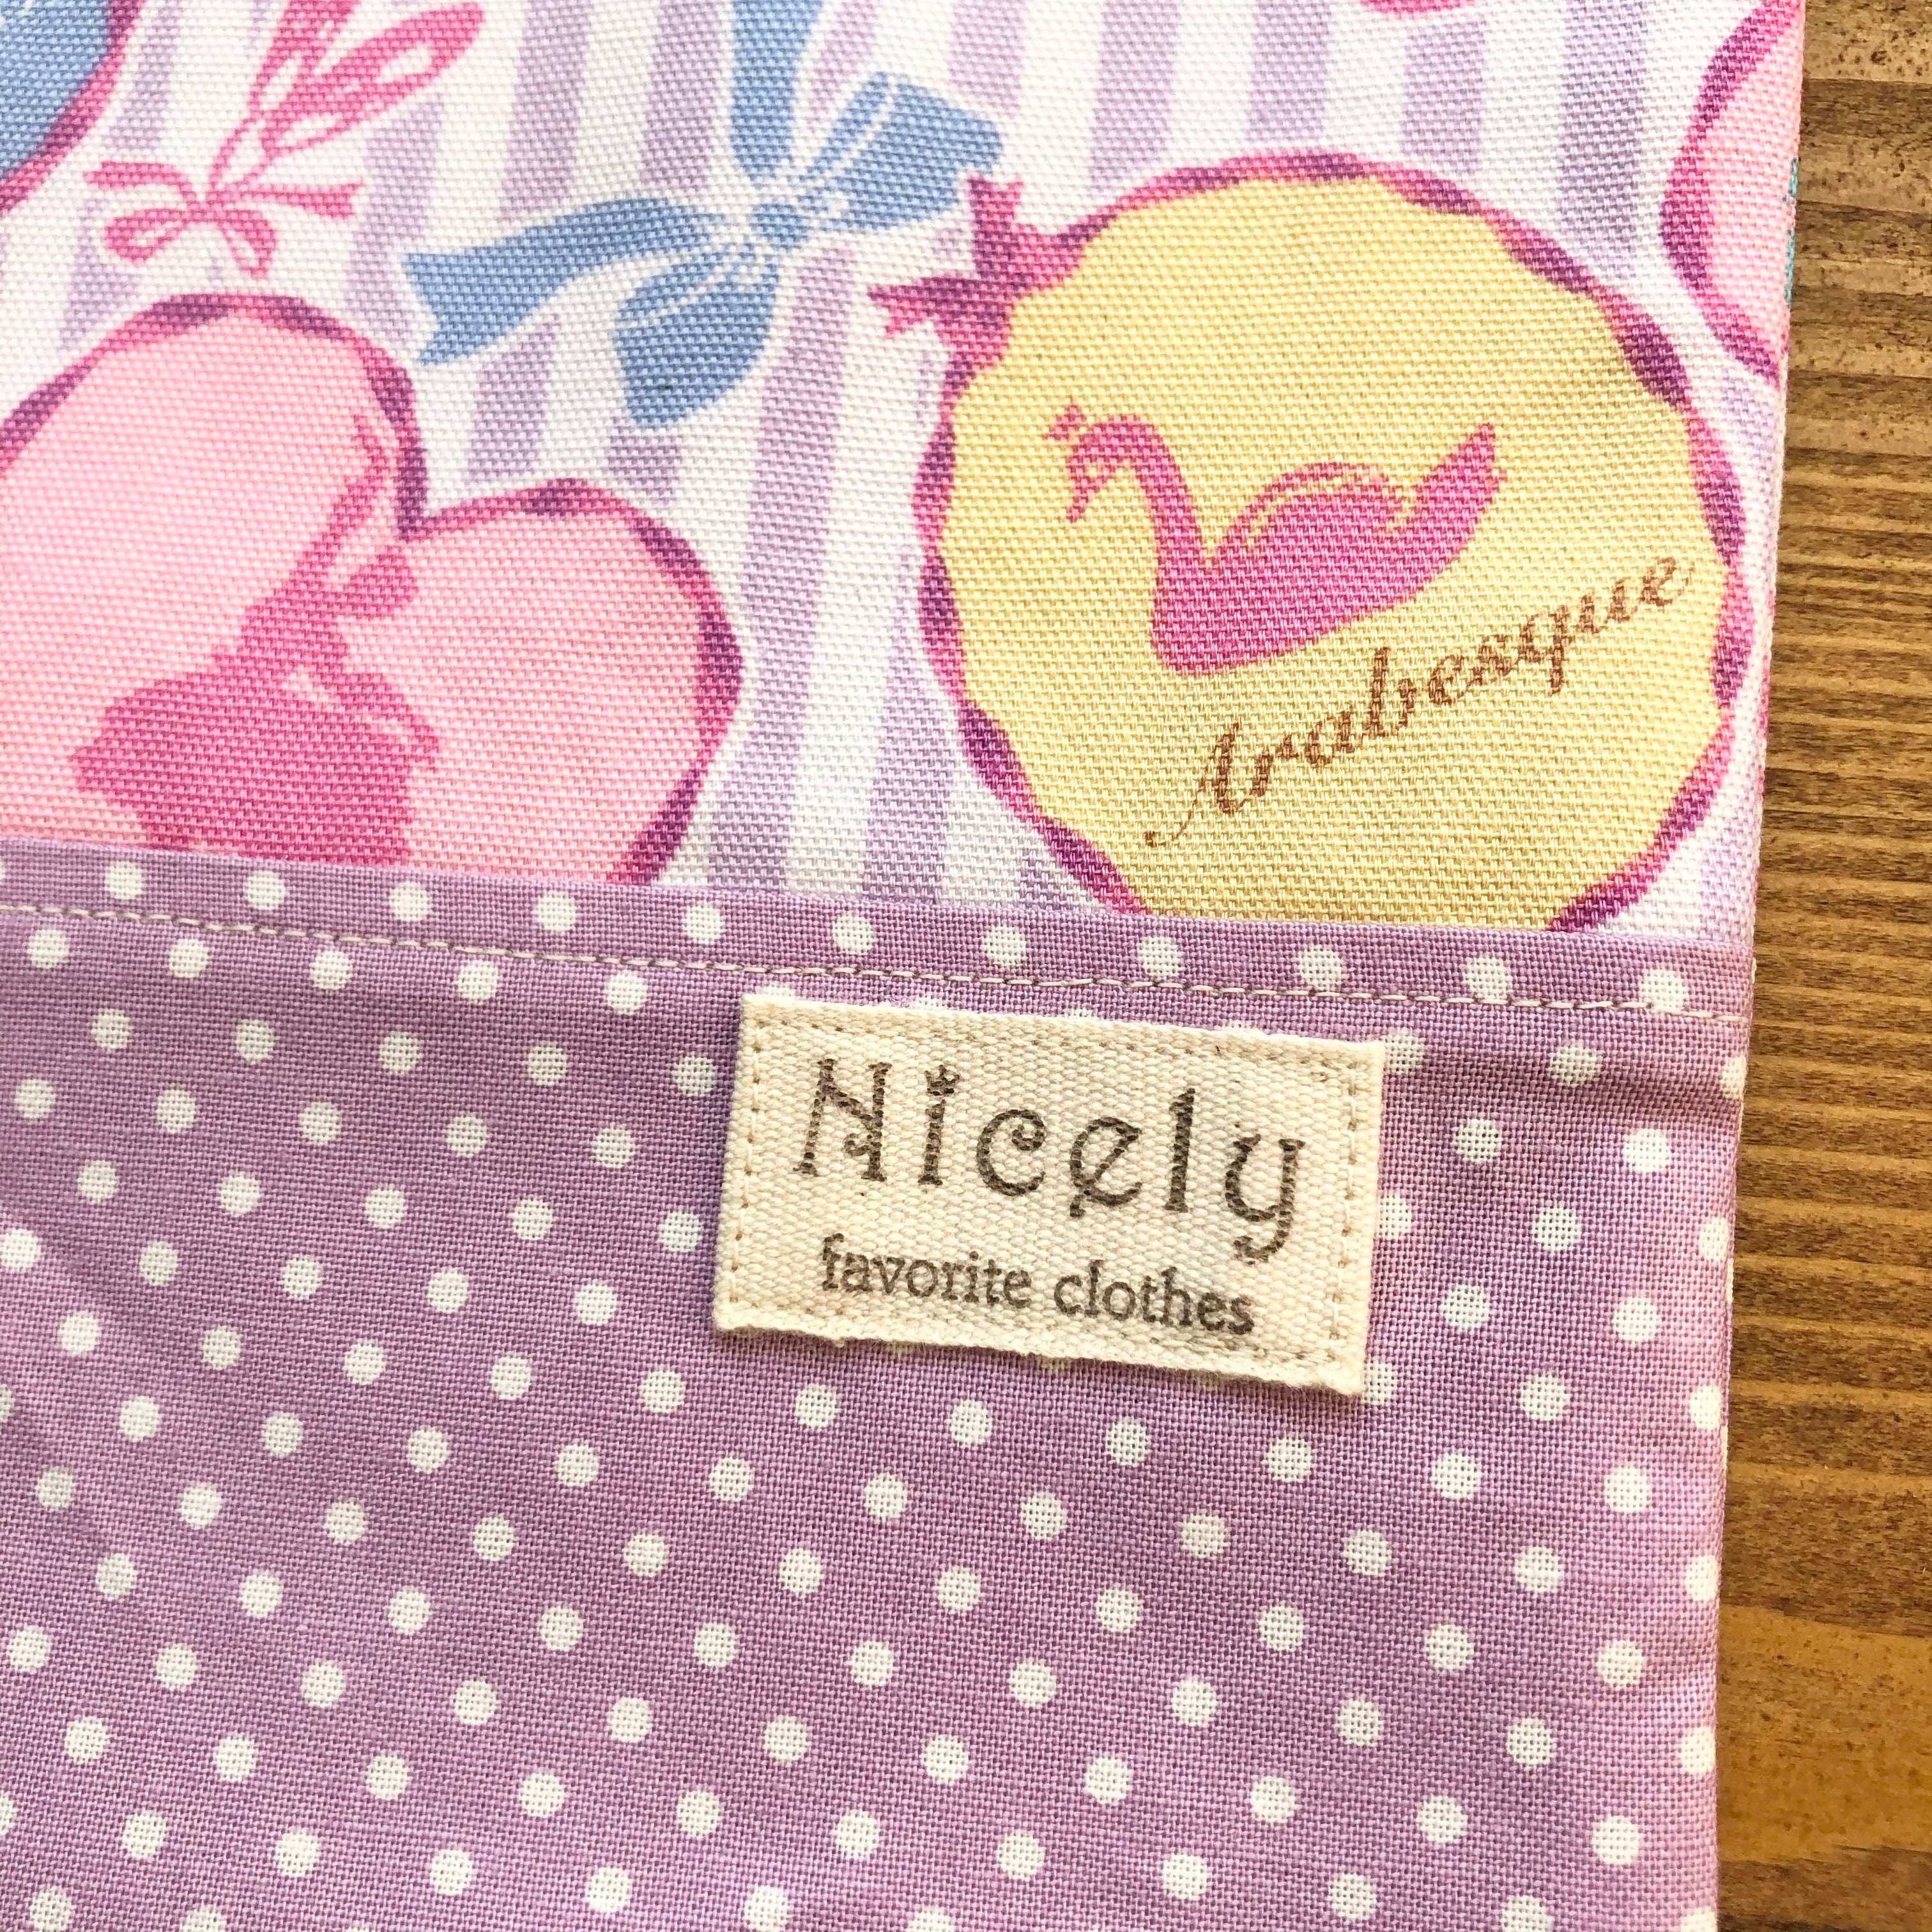 Arabesque
Nicely
favorite clothes